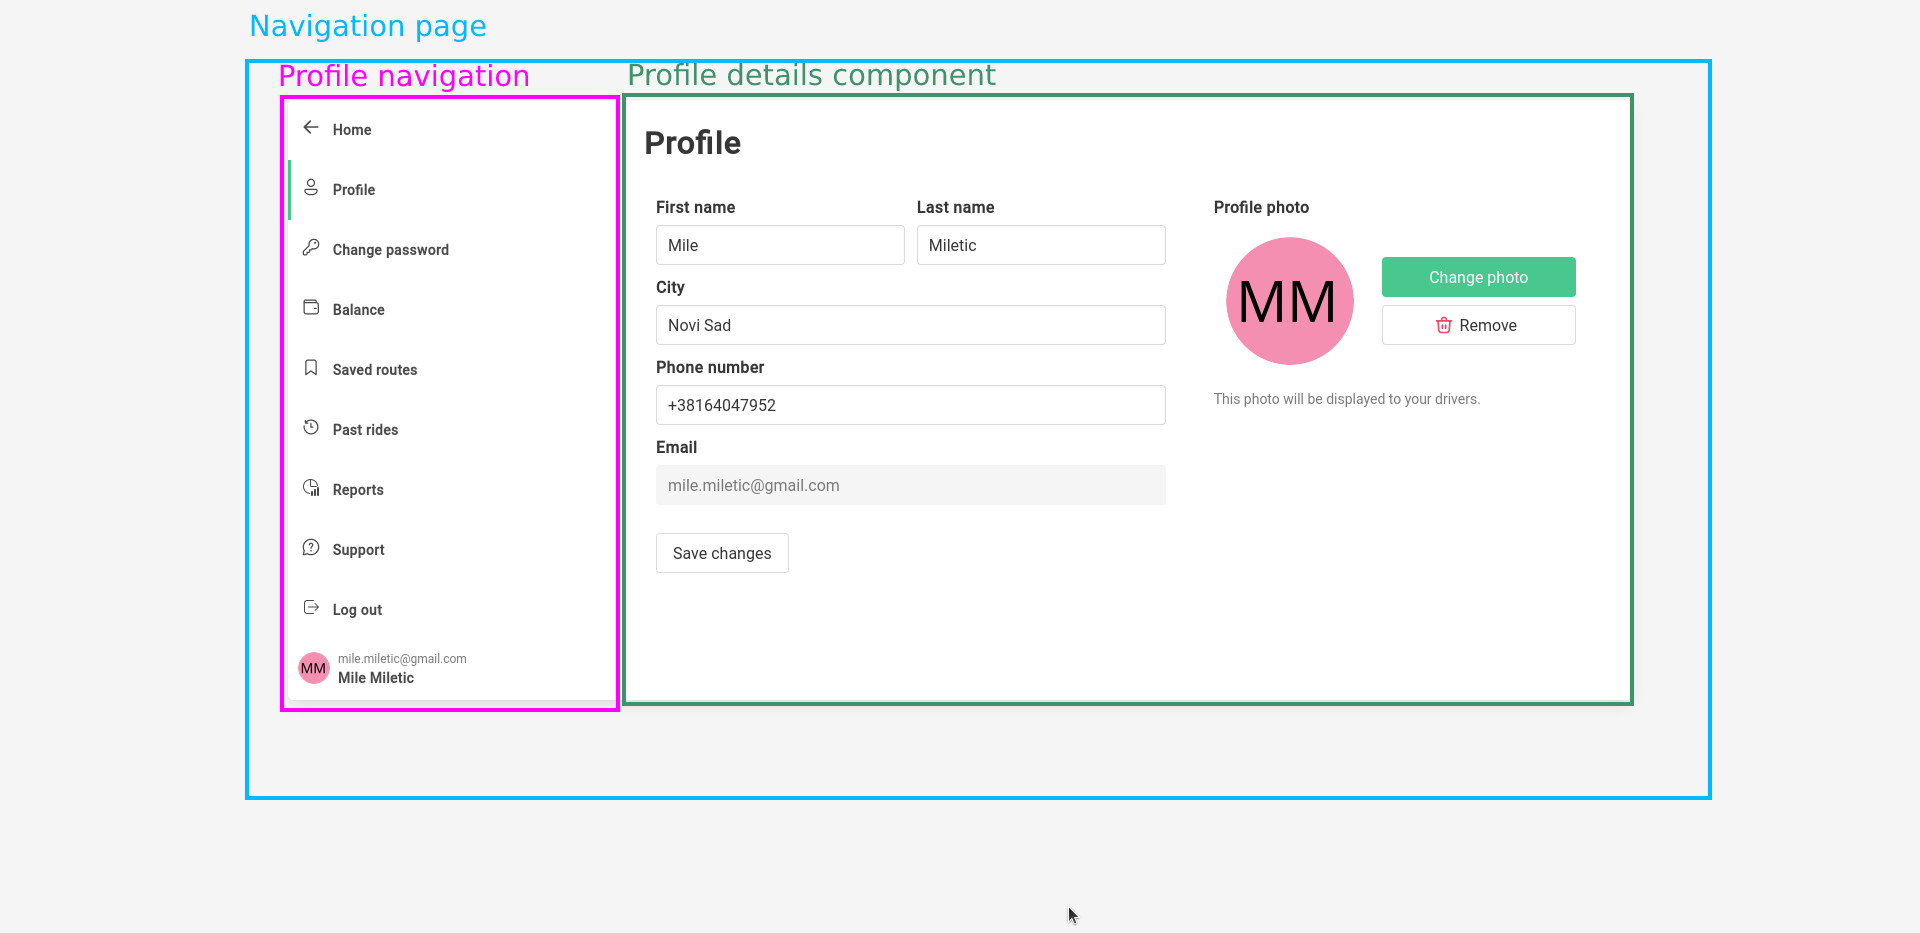 Navigation page
Profile navigation
Profile details component
Home
Profile
Change password
Balance
Saved routes
Past rides
Reports
Support
Log out
MM
mile.miletic@gmail.com
Mile Miletic
Profile
First name
Last name
Mile
Miletic
City
Novi Sad
Phone number
+38164047952
Email
mile.miletic@gmail.com
Save changes
Profile photo
MM
Change photo
Remove
This photo will be displayed to your drivers.